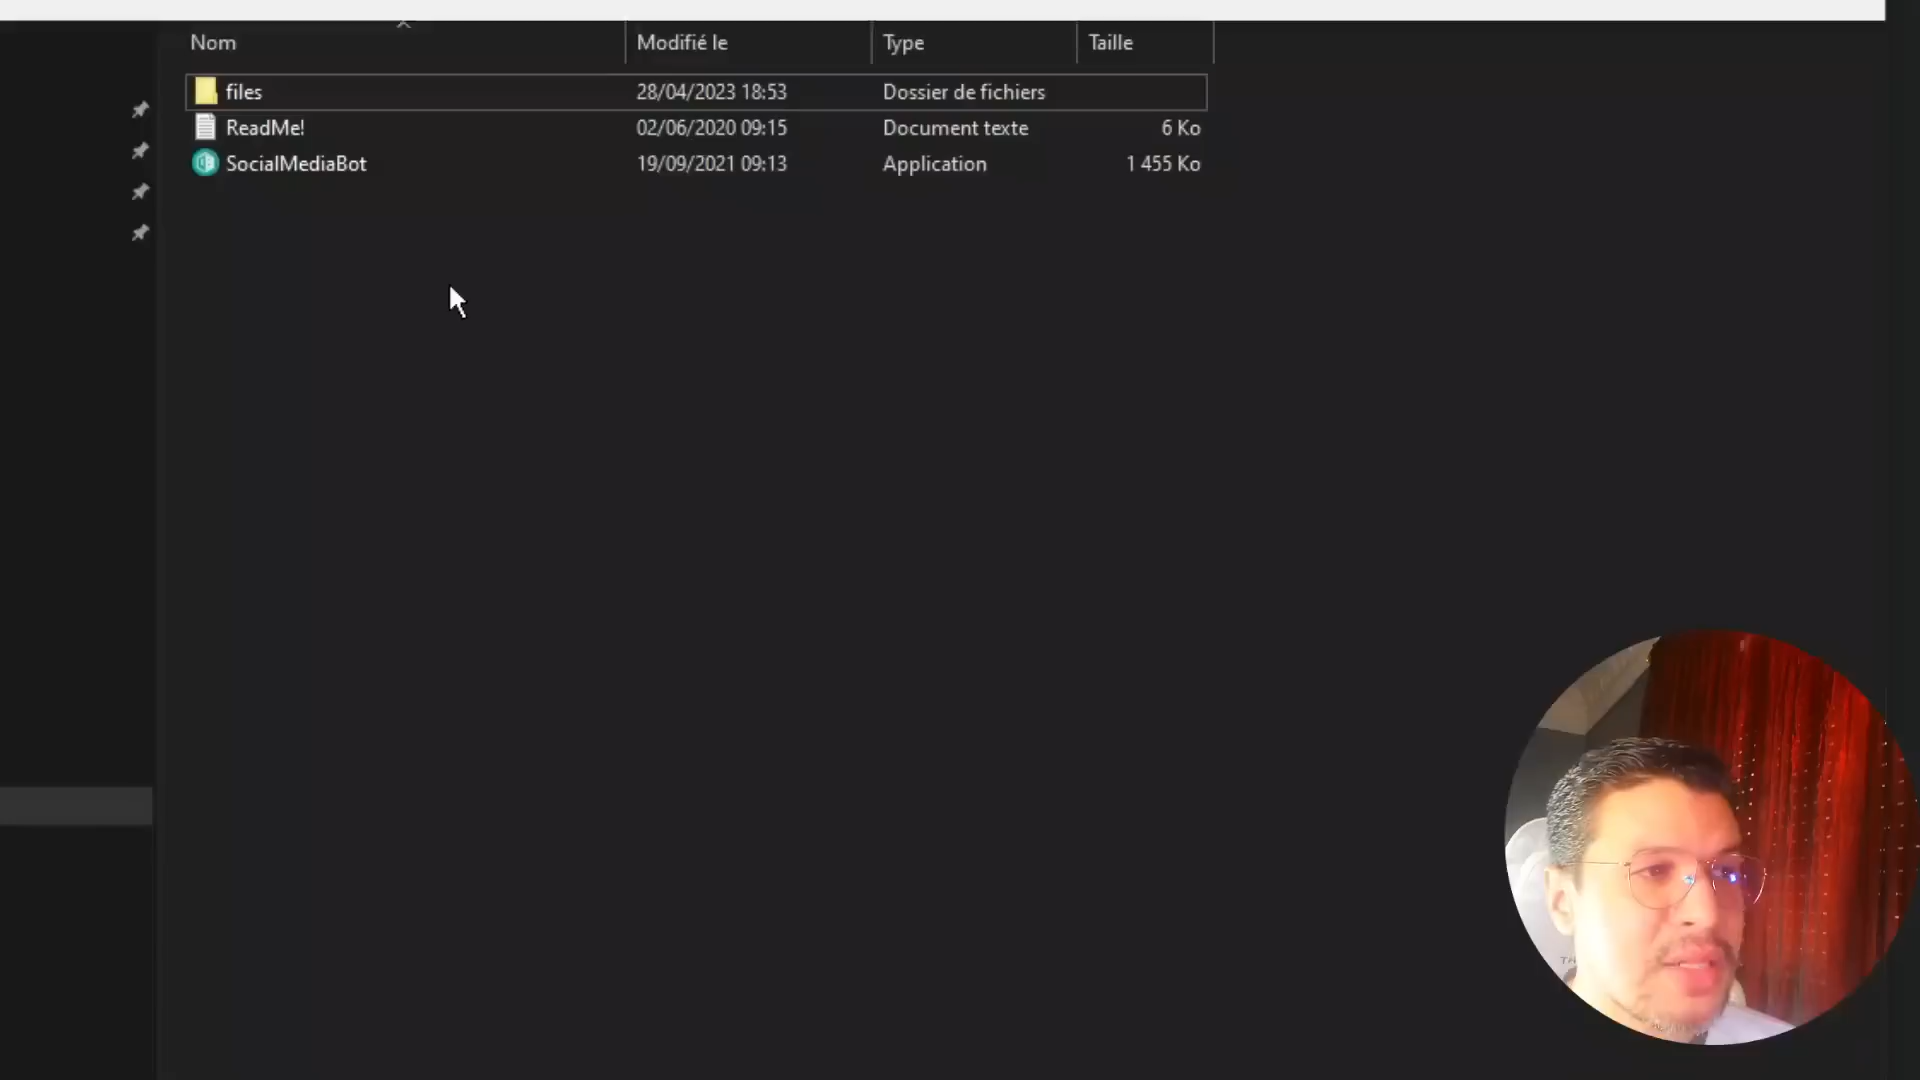 Nom Modifié le Type Taille
files 28/04/2023 18:53 Dossier de fichiers
ReadMe! 02/06/2020 09:15 Document texte 6 Ko
SocialMediaBot 19/09/2021 09:13 Application 1 455 Ko